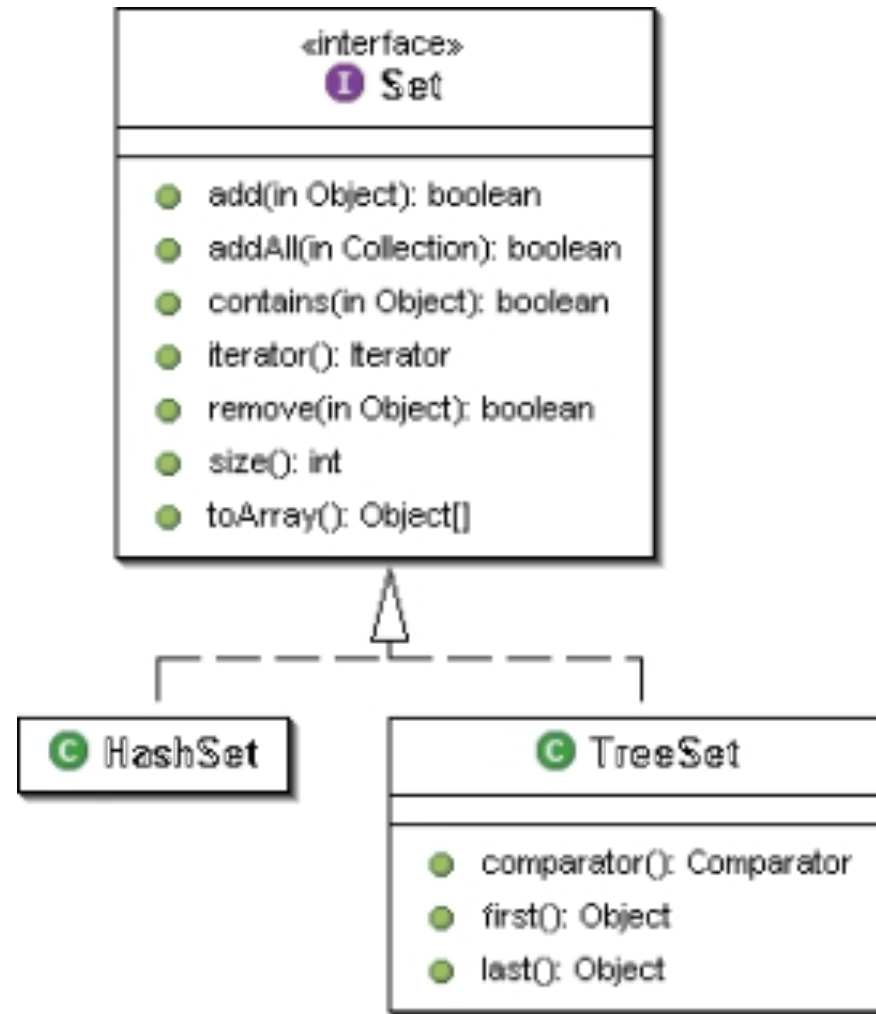 «interface»
I Set
add(in Object): boolean
addAll(in Collection): boolean
contains(in Object): boolean
iterator(): Iterator
remove(in Object): boolean
size(): int
toArray(): Object[]
C HashSet
C TreeSet
comparator(): Comparator
first(): Object
last(): Object